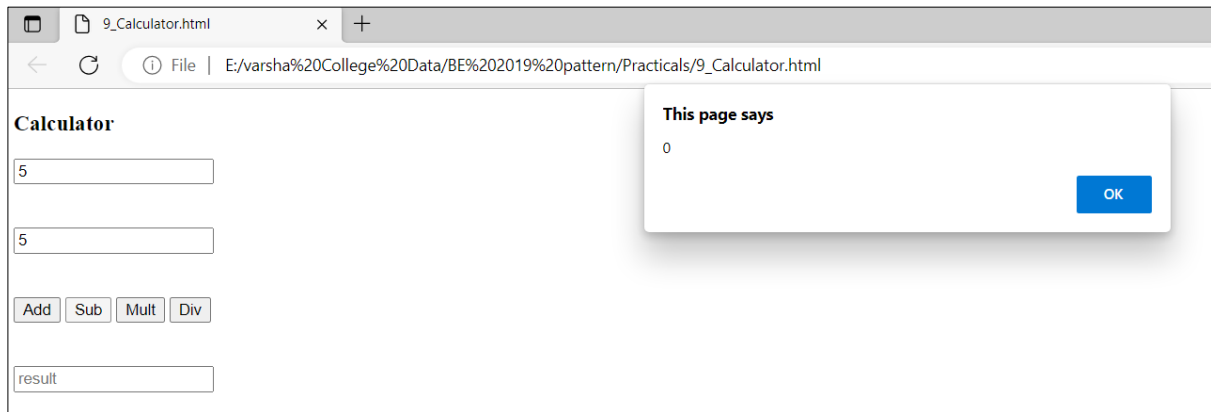 9_Calculator.html
File | E:/varsha%20College%20Data/BE%202019%20pattern/Practicals/9_Calculator.html
This page says
0
OK
Calculator
5
5
Add Sub Mult Div
result